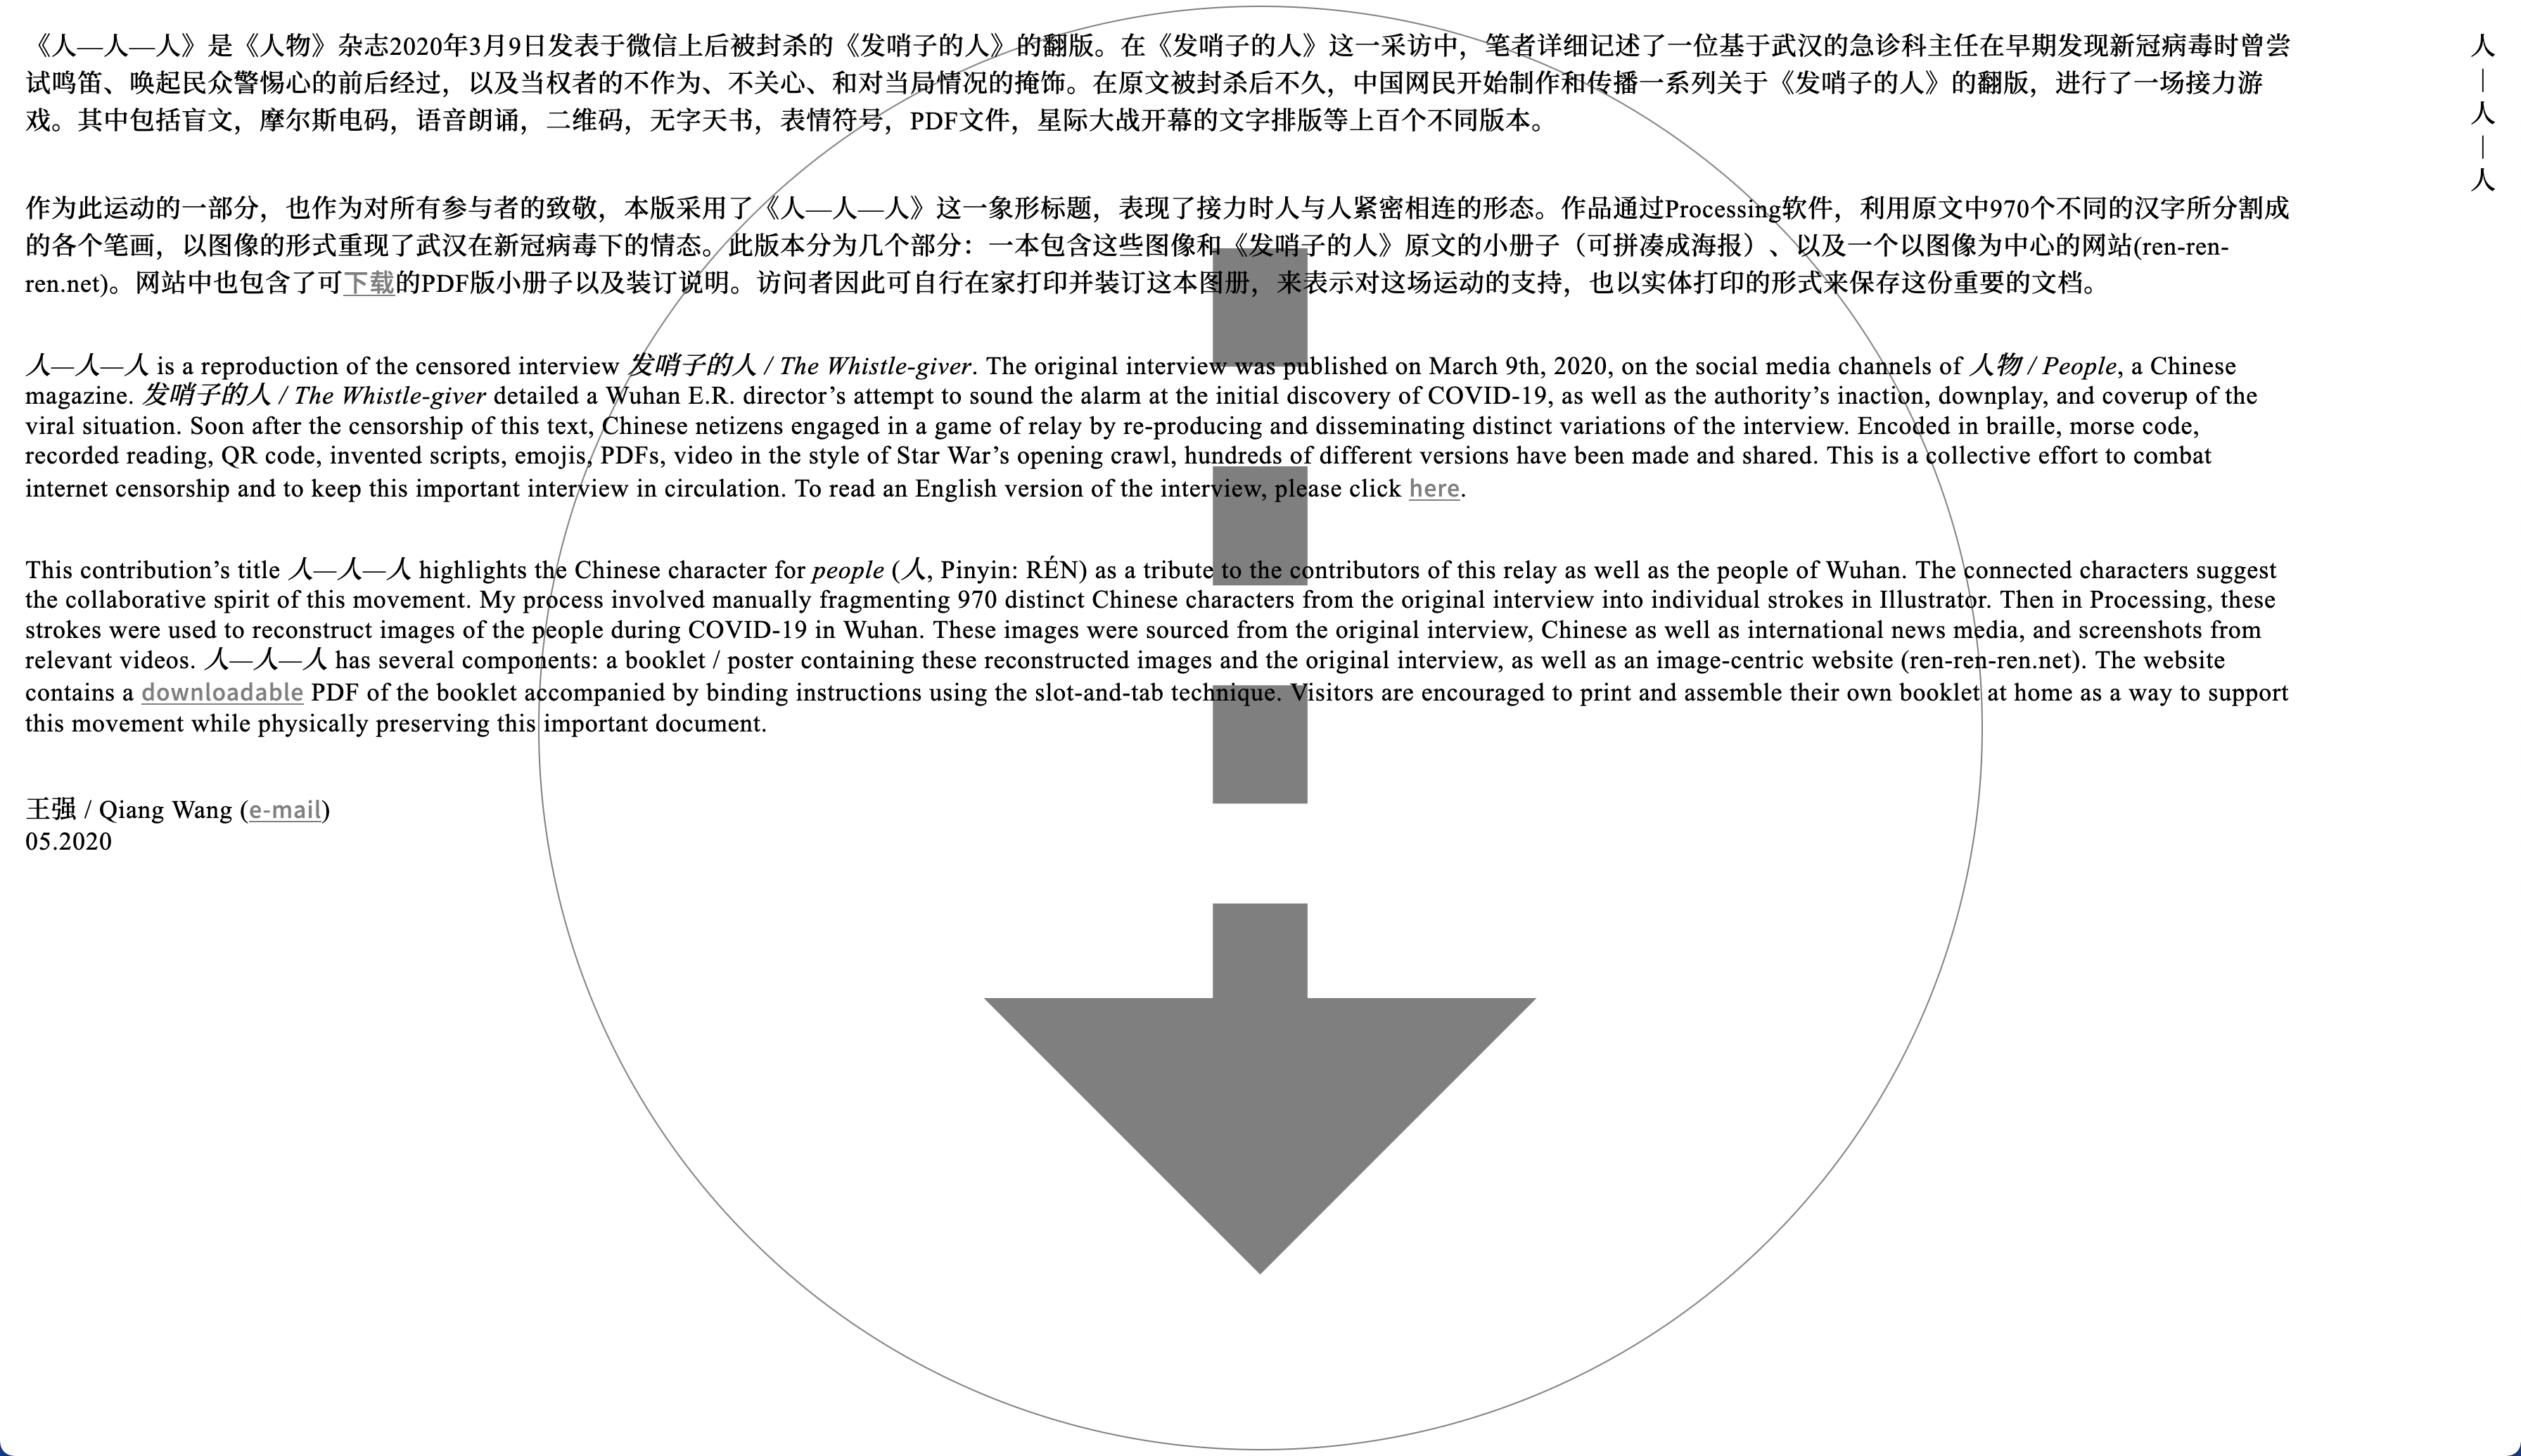 《人—人—人》是《人物》杂志2020年3月9日发表于微信上后被封杀的《发哨子的人》的翻版。在《发哨子的人》这一采访中，笔者详细记述了一位基于武汉的急诊科主任在早期发现新冠病毒时曾尝
试鸣笛、唤起民众警惕心的前后经过，以及当权者的不作为、不关心、和对当局情况的掩饰。在原文被封杀后不久，中国网民开始制作和传播一系列关于《发哨子的人》的翻版，进行了一场接力游
戏。其中包括盲文，摩尔斯电码，语音朗诵，二维码，无字天书，表情符号，PDF文件，星际大战开幕的文字排版等上百个不同版本。
作为此运动的一部分，也作为对所有参与者的致敬，本版采用了《人—人—人》这一象形标题，表现了接力时人与人紧密相连的形态。作品通过Processing软件，利用原文中970个不同的汉字所分割成
的各个笔画，以图像的形式重现了武汉在新冠病毒下的情态。此版本分为几个部分：一本包含这些图像和《发哨子的人》原文的小册子（可拼凑成海报）、以及一个以图像为中心的网站(ren-ren-
ren.net)。网站中也包含了可下载的PDF版小册子以及装订说明。访问者因此可自行在家打印并装订这本图册，来表示对这场运动的支持，也以实体打印的形式来保存这份重要的文档。
人—人—人 is a reproduction of the censored interview 发哨子的人 / The Whistle-giver. The original interview was published on March 9th, 2020, on the social media channels of 人物 / People, a Chinese
magazine. 发哨子的人 / The Whistle-giver detailed a Wuhan E.R. director’s attempt to sound the alarm at the initial discovery of COVID-19, as well as the authority’s inaction, downplay, and coverup of the
viral situation. Soon after the censorship of this text, Chinese netizens engaged in a game of relay by re-producing and disseminating distinct variations of the interview. Encoded in braille, morse code,
recorded reading, QR code, invented scripts, emojis, PDFs, video in the style of Star War’s opening crawl, hundreds of different versions have been made and shared. This is a collective effort to combat
internet censorship and to keep this important interview in circulation. To read an English version of the interview, please click here.
This contribution’s title 人—人—人 highlights the Chinese character for people (人, Pinyin: RÉN) as a tribute to the contributors of this relay as well as the people of Wuhan. The connected characters suggest
the collaborative spirit of this movement. My process involved manually fragmenting 970 distinct Chinese characters from the original interview into individual strokes in Illustrator. Then in Processing, these
strokes were used to reconstruct images of the people during COVID-19 in Wuhan. These images were sourced from the original interview, Chinese as well as international news media, and screenshots from
relevant videos. 人—人—人 has several components: a booklet / poster containing these reconstructed images and the original interview, as well as an image-centric website (ren-ren-ren.net). The website
contains a downloadable PDF of the booklet accompanied by binding instructions using the slot-and-tab technique. Visitors are encouraged to print and assemble their own booklet at home as a way to support
this movement while physically preserving this important document.
王强 / Qiang Wang (e-mail)
05.2020
人—人—人